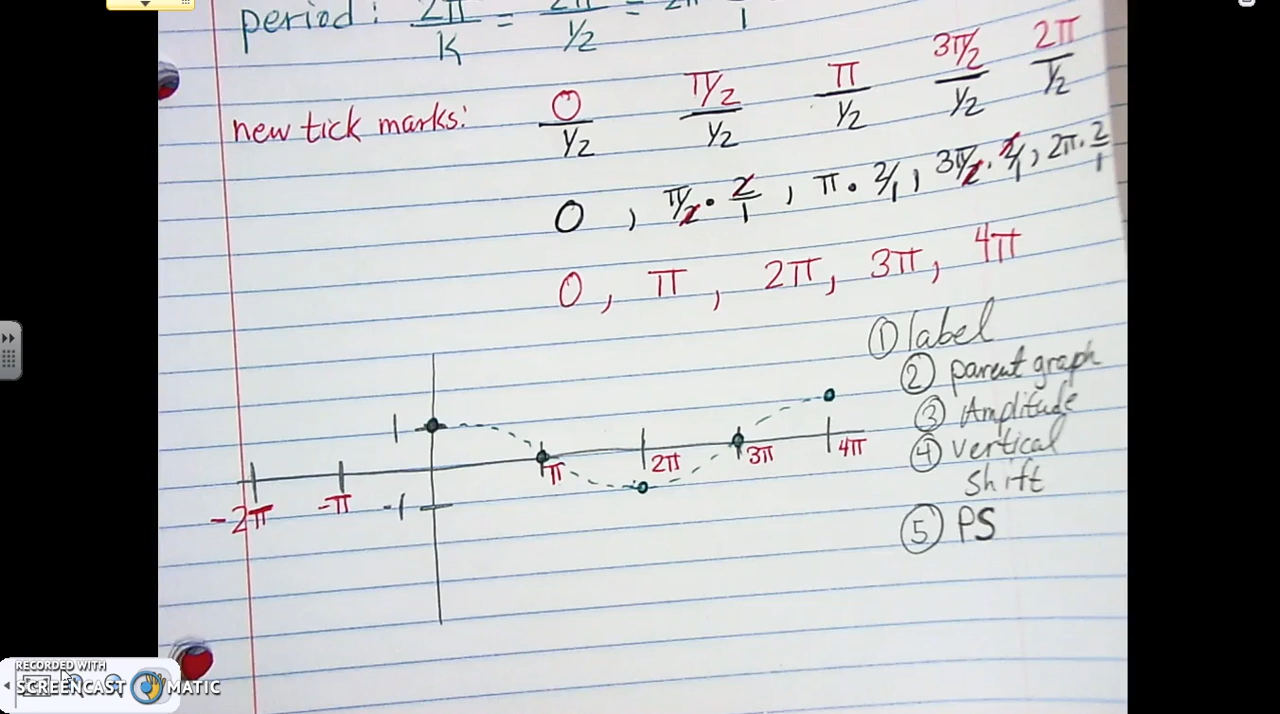 period: 2π/K = 2π/½ = 2π 1
new tick marks: 0/½ π/2/½ π/½ 3π/2/½ 2π/½
0, π/2 · 2/1, π · 2/1, 3π/2 · 2/1, 2π · 2/1
0, π, 2π, 3π, 4π
① label
② parent graph
③ Amplitude
④ vertical
shift
⑤ PS
1
-2π -π π 2π 3π 4π
-1
RECORDED WITH
SCREENCAST MATIC